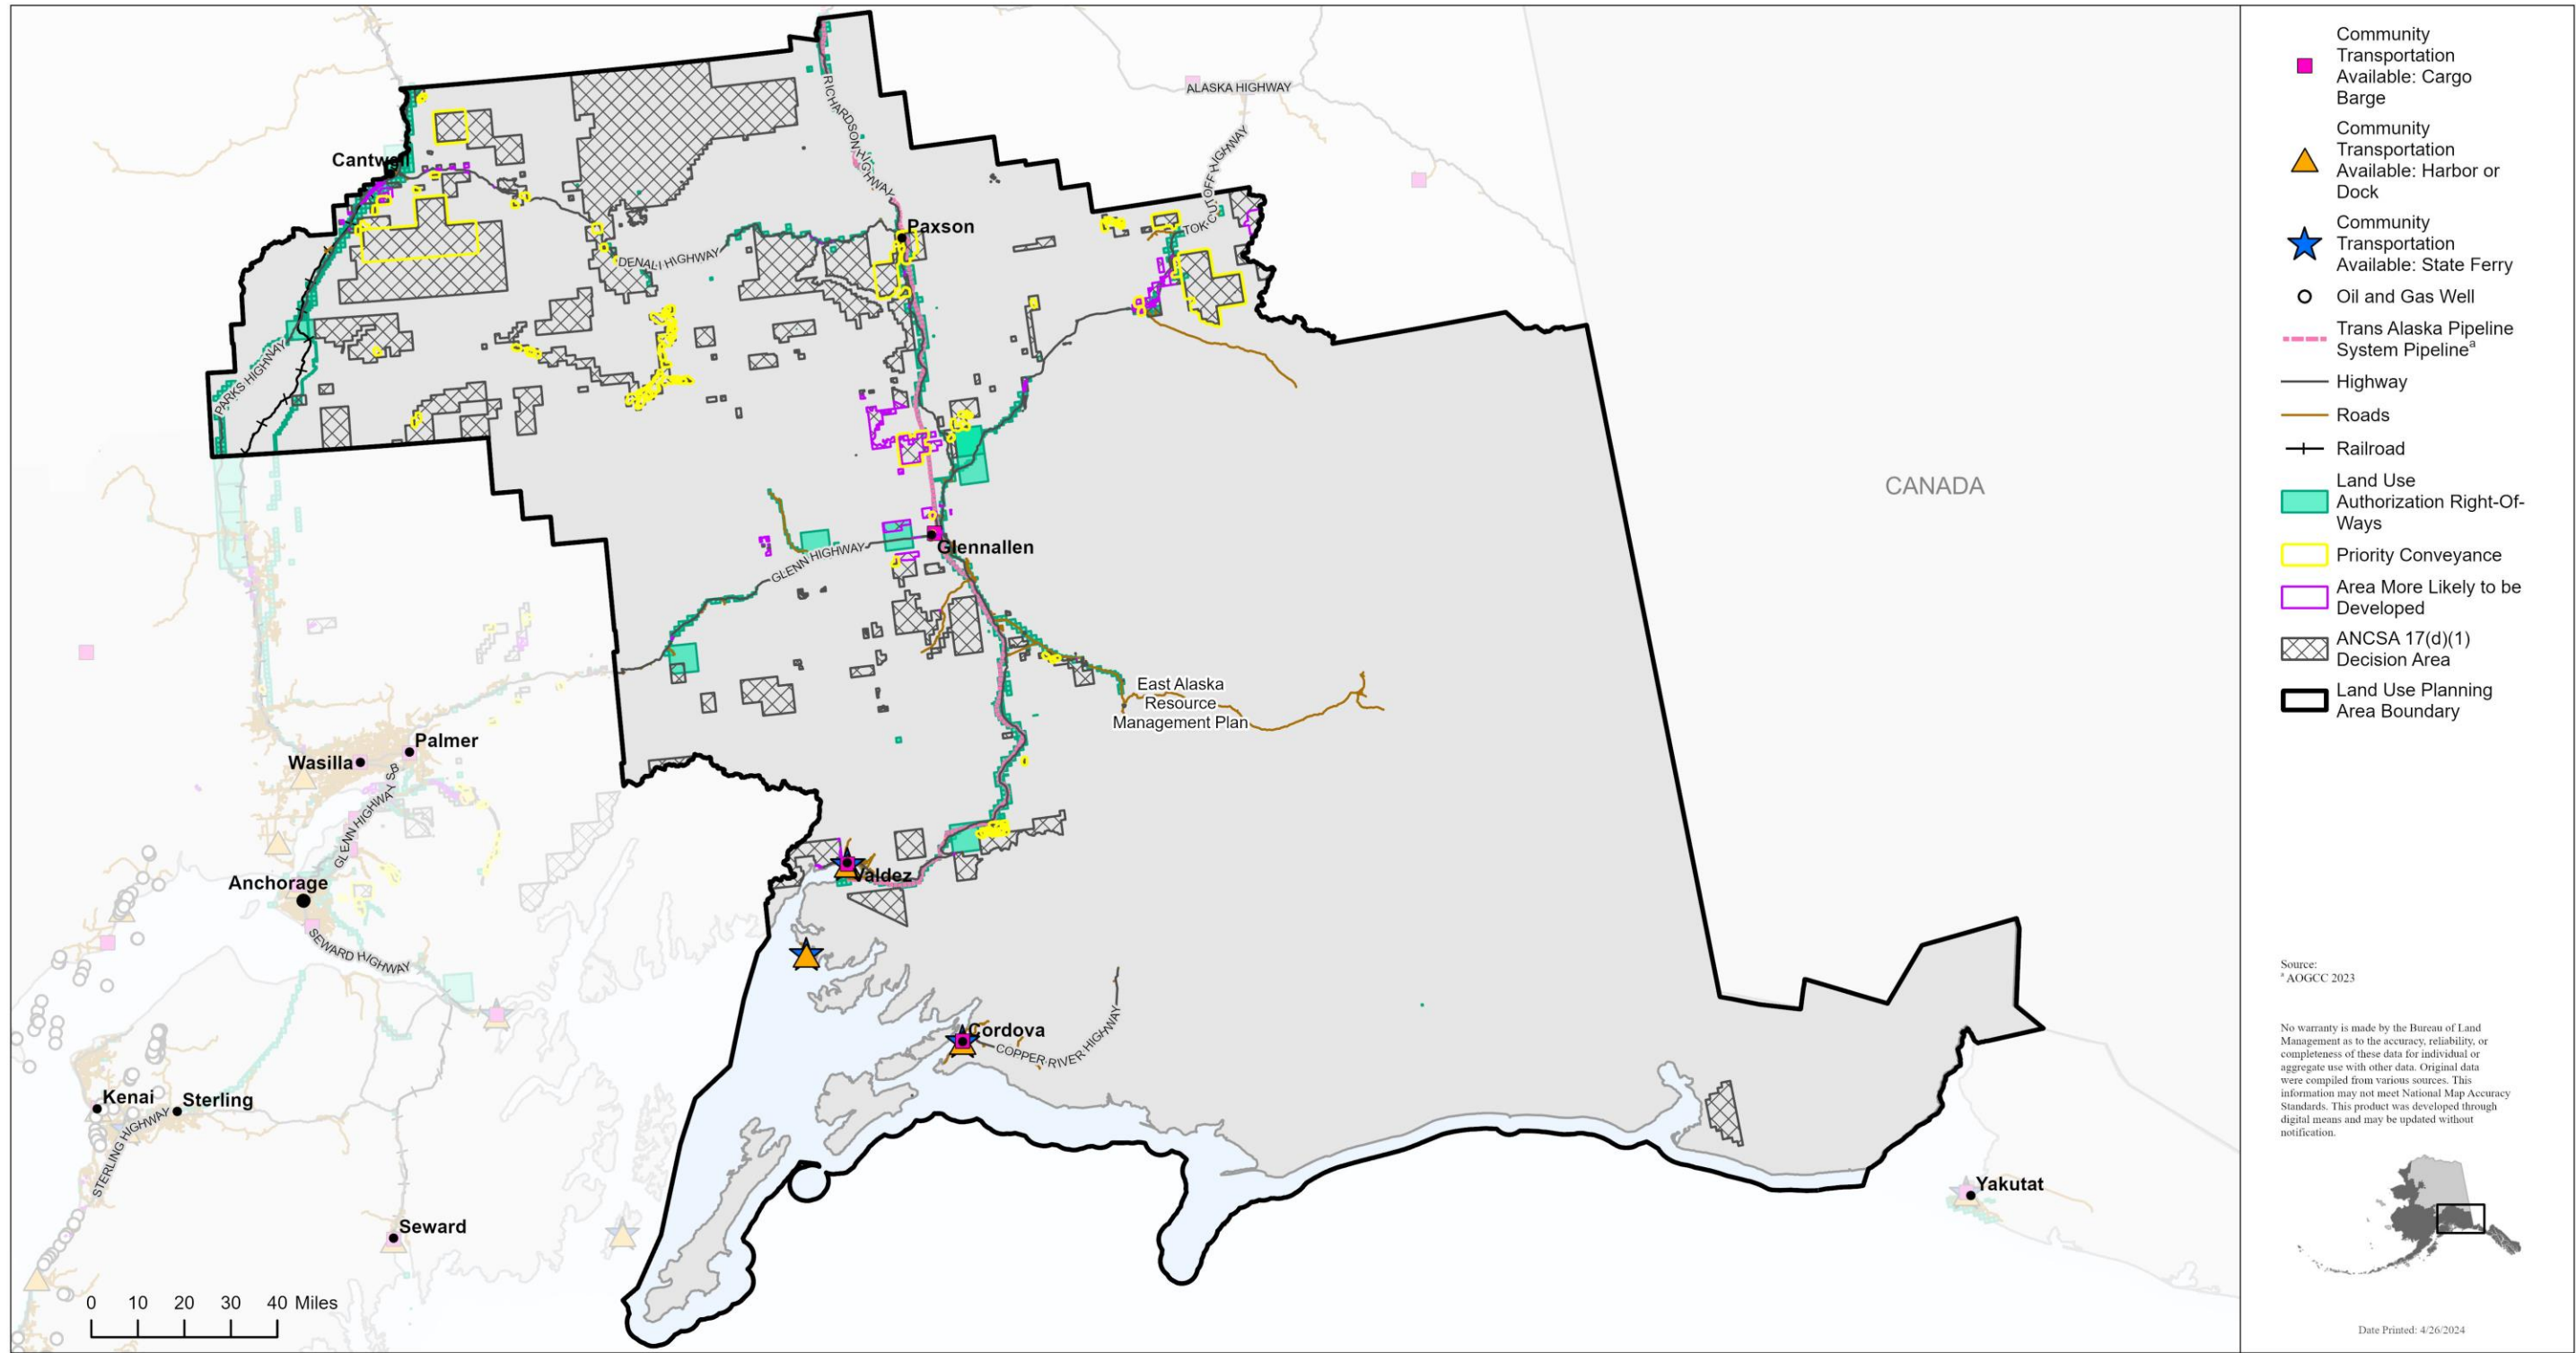 ALASKA HIGHWAY
RICHARDSON HIGHWAY
Cantwell
TOK CUTOFF HIGHWAY
Paxson
DENALI HIGHWAY
PARKS HIGHWAY
CANADA
Glennallen
GLENN HIGHWAY
East Alaska
Resource
Management Plan
Palmer
Wasilla
GLENN HIGHWAY SB
Valdez
Anchorage
SEWARD HIGHWAY
Cordova
COPPER RIVER HIGHWAY
Kenai
Sterling
STERLING HIGHWAY
Yakutat
Seward
0 10 20 30 40 Miles
Community
Transportation
Available: Cargo
Barge
Community
Transportation
Available: Harbor or
Dock
Community
Transportation
Available: State Ferry
Oil and Gas Well
Trans Alaska Pipeline
System Pipelineᵃ
Highway
Roads
Railroad
Land Use
Authorization Right-Of-
Ways
Priority Conveyance
Area More Likely to be
Developed
ANCSA 17(d)(1)
Decision Area
Land Use Planning
Area Boundary
Source:
ᵃ AOGCC 2023
No warranty is made by the Bureau of Land
Management as to the accuracy, reliability, or
completeness of these data for individual or
aggregate use with other data. Original data
were compiled from various sources. This
information may not meet National Map Accuracy
Standards. This product was developed through
digital means and may be updated without
notification.
Date Printed: 4/26/2024